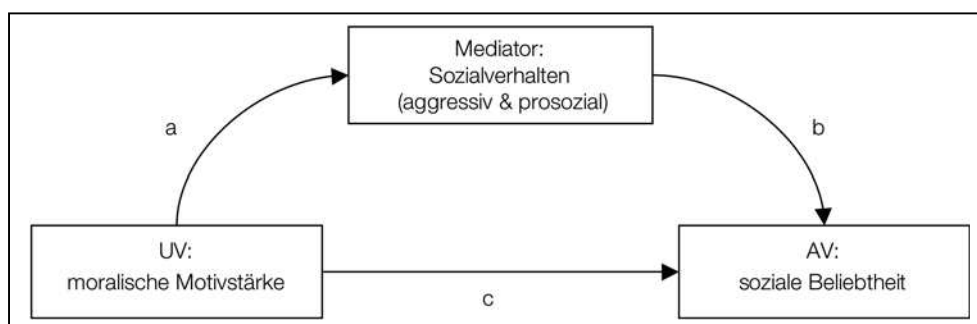 Mediator:
Sozialverhalten
(aggressiv & prosozial)
a
b
UV:
moralische Motivstärke
c
AV:
soziale Beliebtheit